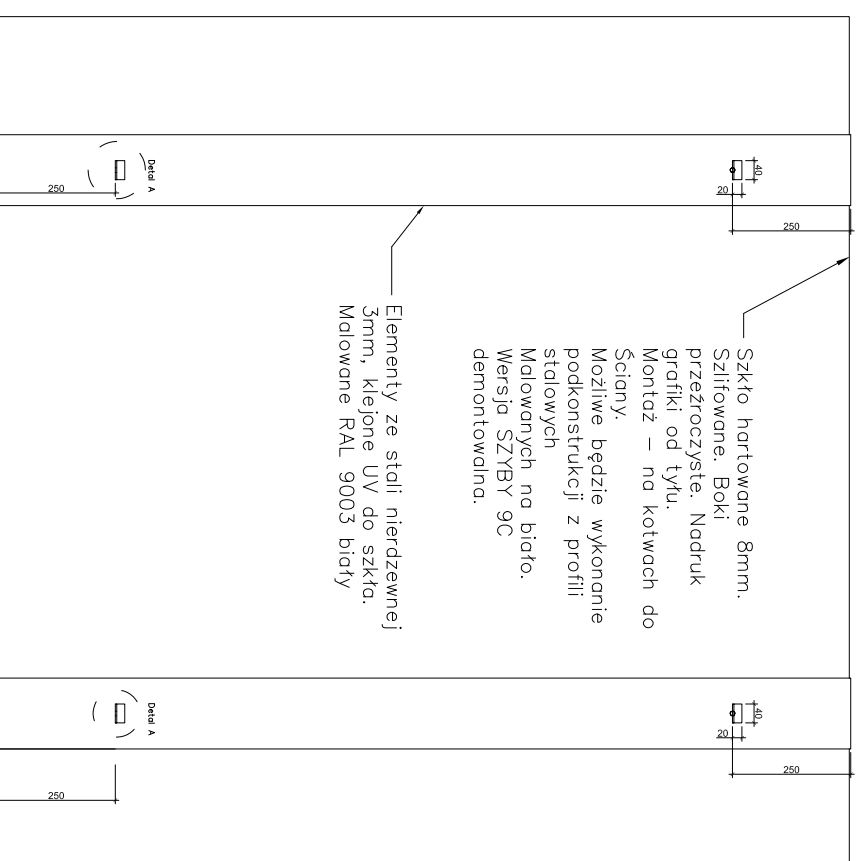 Szkło hartowane 8mm.
Szlifowane. Boki
przeźroczyste. Nadruk
grafiki od tyłu.
Montaż – na kotwach do
Ściany.
Możliwe będzie wykonanie
podkonstrukcji z profili
stalowych
Malowanych na biało.
Wersja SZYBY 9C
demontowalna.
Elementy ze stali nierdzewnej
3mm, klejone UV do szkła.
Malowane RAL 9003 biały
Detal A
250
40
20
250
Detal A
250
40
20
250